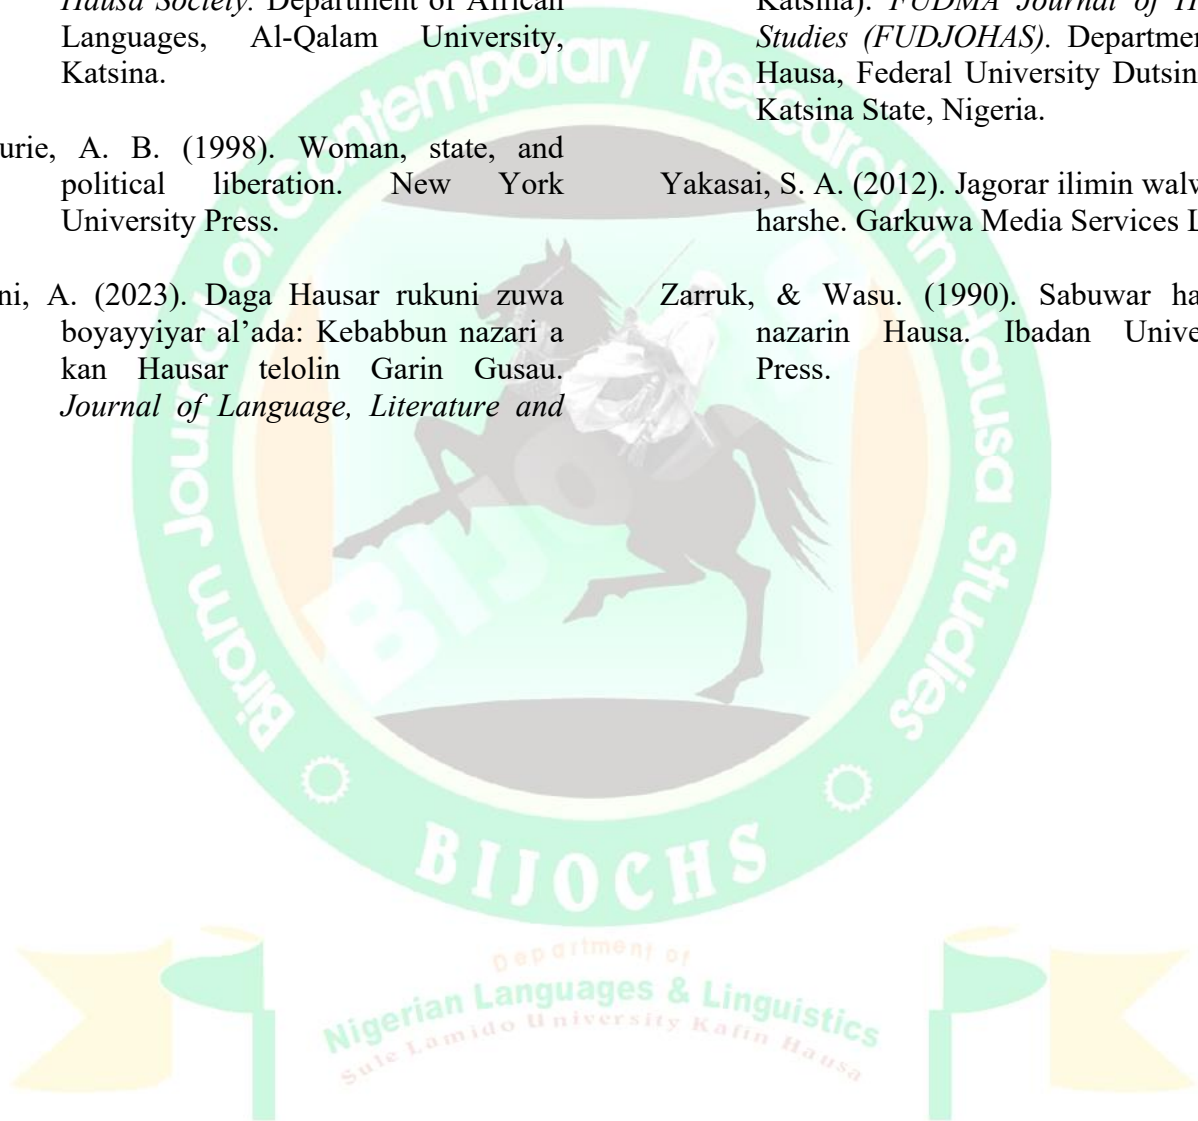 Hausa Society. Department of African
Languages, Al-Qalam University,
Katsina.
urie, A. B. (1998). Woman, state, and
political liberation. New York
University Press.
ni, A. (2023). Daga Hausar rukuni zuwa
boyayyiyar al’ada: Kebabbun nazari a
kan Hausar telolin Garin Gusau.
Journal of Language, Literature and
Katsina). FUDMA Journal of H
Studies (FUDJOHAS). Departmen
Hausa, Federal University Dutsin
Katsina State, Nigeria.
Yakasai, S. A. (2012). Jagorar ilimin walw
harshe. Garkuwa Media Services L
Zarruk, & Wasu. (1990). Sabuwar ha
nazarin Hausa. Ibadan Unive
Press.
Biram Journal of Contemporary Research in Hausa Studies
BIJOCHS
BIJOCHS
Department of
Nigerian Languages & Linguistics
Sule Lamido University Kafin Hausa